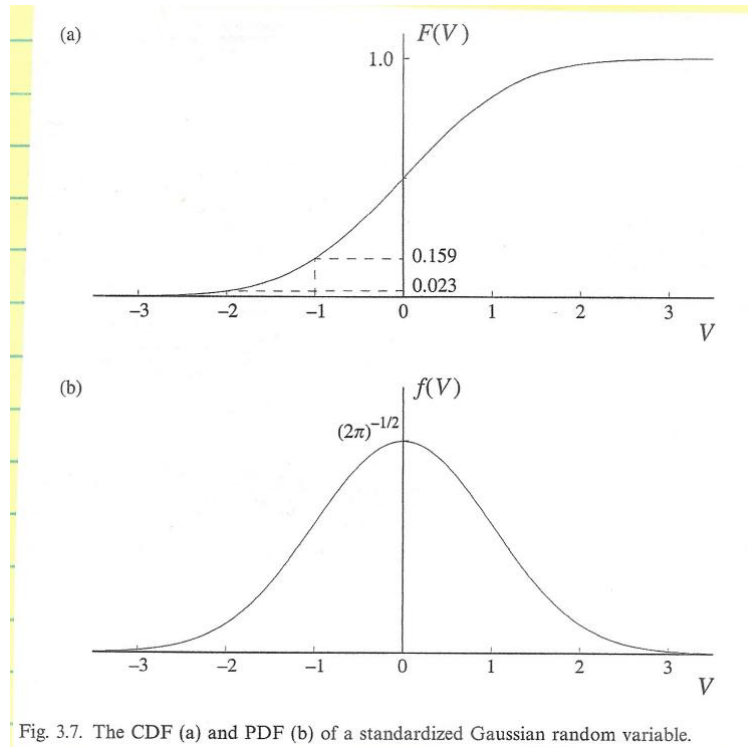 (a)
F(V)
1.0
0.159
0.023
−3 −2 −1 0 1 2 3
V
(b)
f(V)
(2π)^{−1/2}
−3 −2 −1 0 1 2 3
V
Fig. 3.7. The CDF (a) and PDF (b) of a standardized Gaussian random variable.